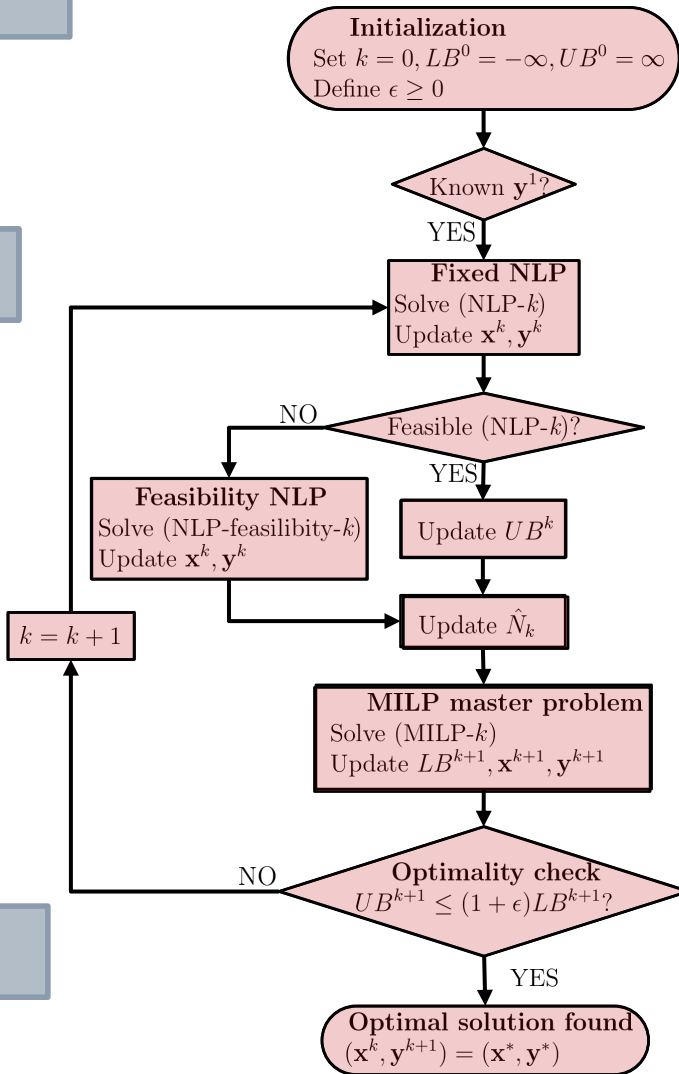 Initialization
Set k = 0, LB⁰ = −∞, UB⁰ = ∞
Define ϵ ≥ 0
Known y¹?
YES
Fixed NLP
Solve (NLP-k)
Update xᵏ, yᵏ
NO
Feasible (NLP-k)?
YES
Feasibility NLP
Solve (NLP-feasilibity-k)
Update xᵏ, yᵏ
Update UBᵏ
Update N̂ₖ
k = k + 1
MILP master problem
Solve (MILP-k)
Update LBᵏ⁺¹, xᵏ⁺¹, yᵏ⁺¹
NO
Optimality check
UBᵏ⁺¹ ≤ (1 + ϵ)LBᵏ⁺¹?
YES
Optimal solution found
(xᵏ, yᵏ⁺¹) = (x*, y*)